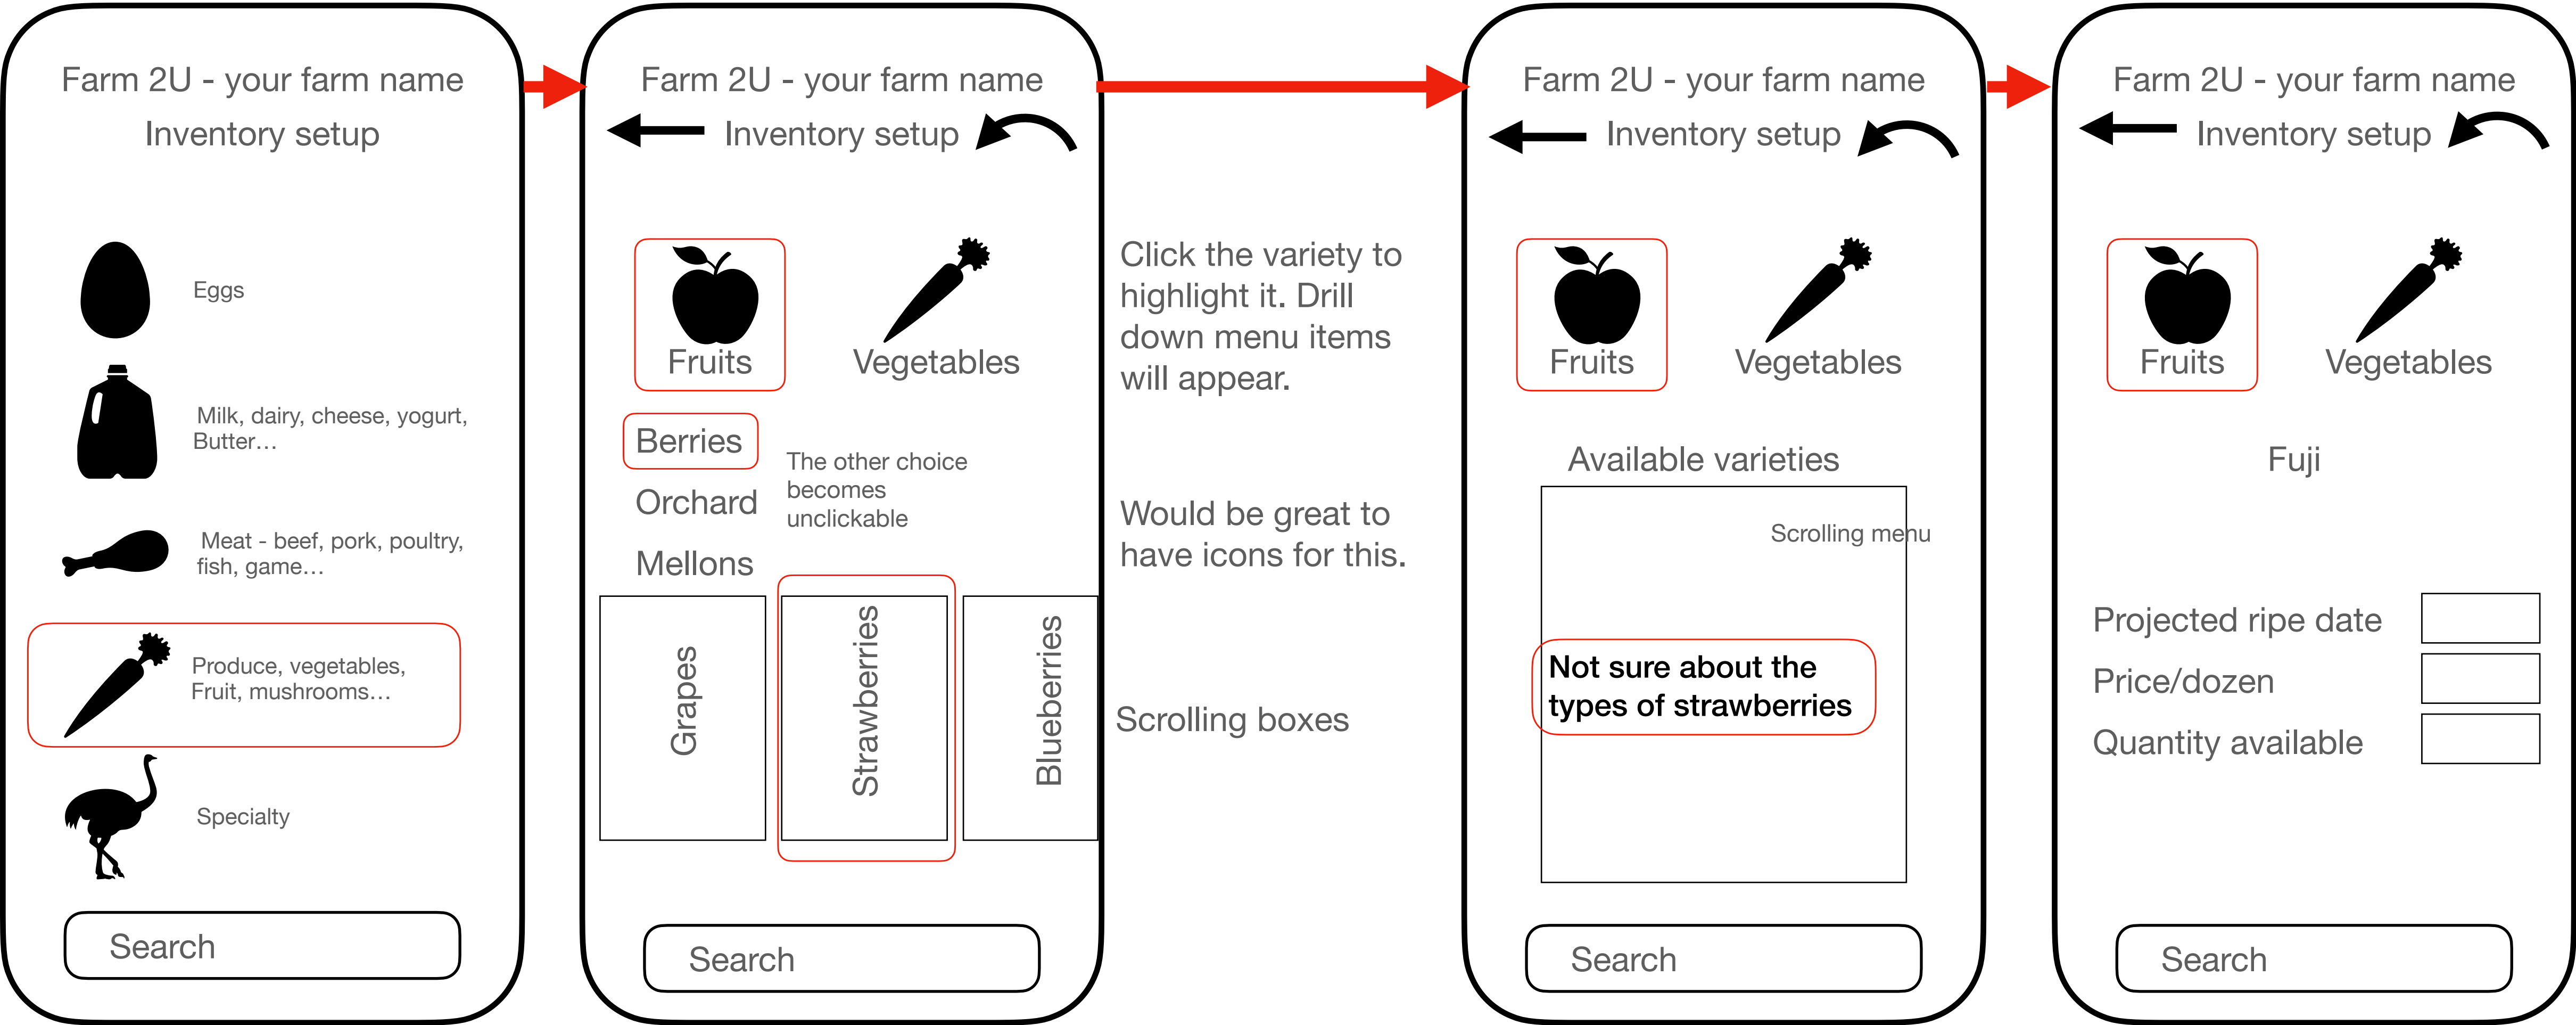 Farm 2U - your farm name
Inventory setup
Eggs
Milk, dairy, cheese, yogurt,
Butter...
Meat - beef, pork, poultry,
fish, game...
Produce, vegetables,
Fruit, mushrooms...
Specialty
Search
Farm 2U - your farm name
Inventory setup
Fruits
Vegetables
Berries
The other choice
becomes
unclickable
Orchard
Mellons
Grapes
Strawberries
Blueberries
Search
Click the variety to
highlight it. Drill
down menu items
will appear.
Would be great to
have icons for this.
Scrolling boxes
Farm 2U - your farm name
Inventory setup
Fruits
Vegetables
Available varieties
Scrolling menu
Not sure about the
types of strawberries
Search
Farm 2U - your farm name
Inventory setup
Fruits
Vegetables
Fuji
Projected ripe date
Price/dozen
Quantity available
Search